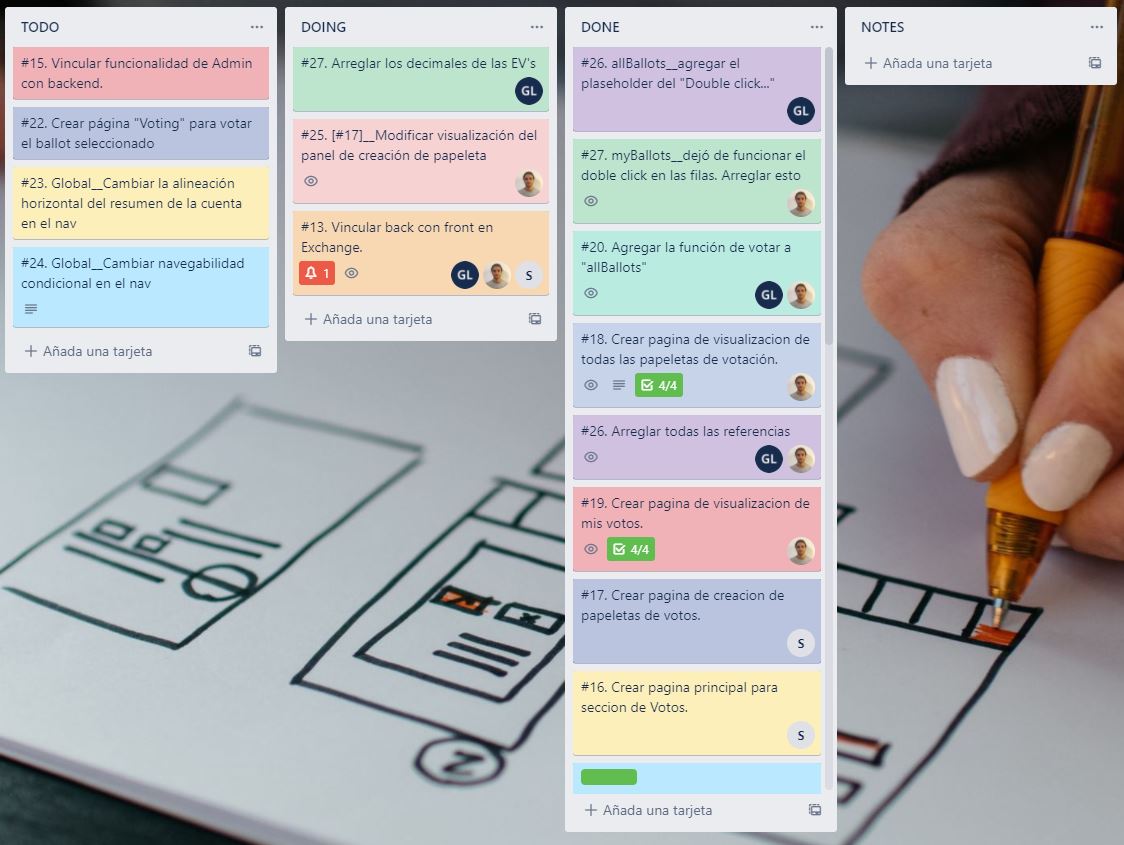 TODO
#15. Vincular funcionalidad de Admin
con backend.
#22. Crear página "Voting" para votar
el ballot seleccionado
#23. Global__Cambiar la alineación
horizontal del resumen de la cuenta
en el nav
#24. Global__Cambiar navegabilidad
condicional en el nav
Añada una tarjeta
DOING
#27. Arreglar los decimales de las EV's
GL
#25. [#17]__Modificar visualización del
panel de creación de papeleta
#13. Vincular back con front en
Exchange.
1
GL
S
Añada una tarjeta
DONE
#26. allBallots__agregar el
plaseholder del "Double click..."
GL
#27. myBallots__dejó de funcionar el
doble click en las filas. Arreglar esto
#20. Agregar la función de votar a
"allBallots"
GL
#18. Crear pagina de visualizacion de
todas las papeletas de votación.
4/4
#26. Arreglar todas las referencias
GL
#19. Crear pagina de visualizacion de
mis votos.
4/4
#17. Crear pagina de creacion de
papeletas de votos.
S
#16. Crear pagina principal para
seccion de Votos.
S
Añada una tarjeta
NOTES
Añada una tarjeta